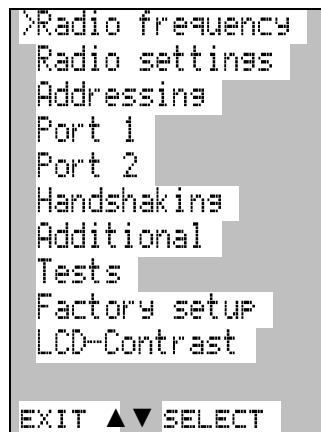 >Radio frequency
Radio settings
Addressing
Port 1
Port 2
Handshaking
Additional
Tests
Factory setup
LCD-Contrast
EXIT ▲▼ SELECT